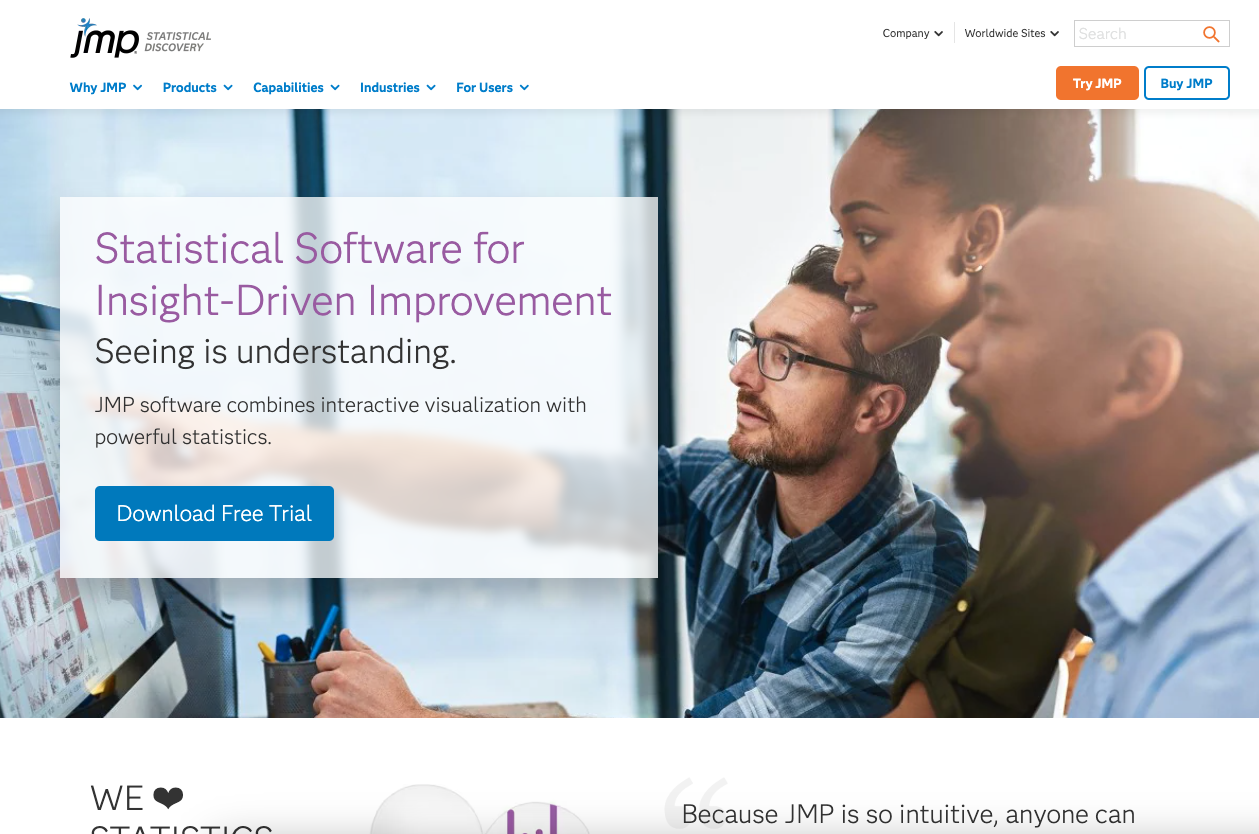 jmp STATISTICAL DISCOVERY
Company
Worldwide Sites
Search
Why JMP
Products
Capabilities
Industries
For Users
Try JMP
Buy JMP
Statistical Software for
Insight-Driven Improvement
Seeing is understanding.
JMP software combines interactive visualization with
powerful statistics.
Download Free Trial
WE ❤
STATISTICS
“
Because JMP is so intuitive, anyone can